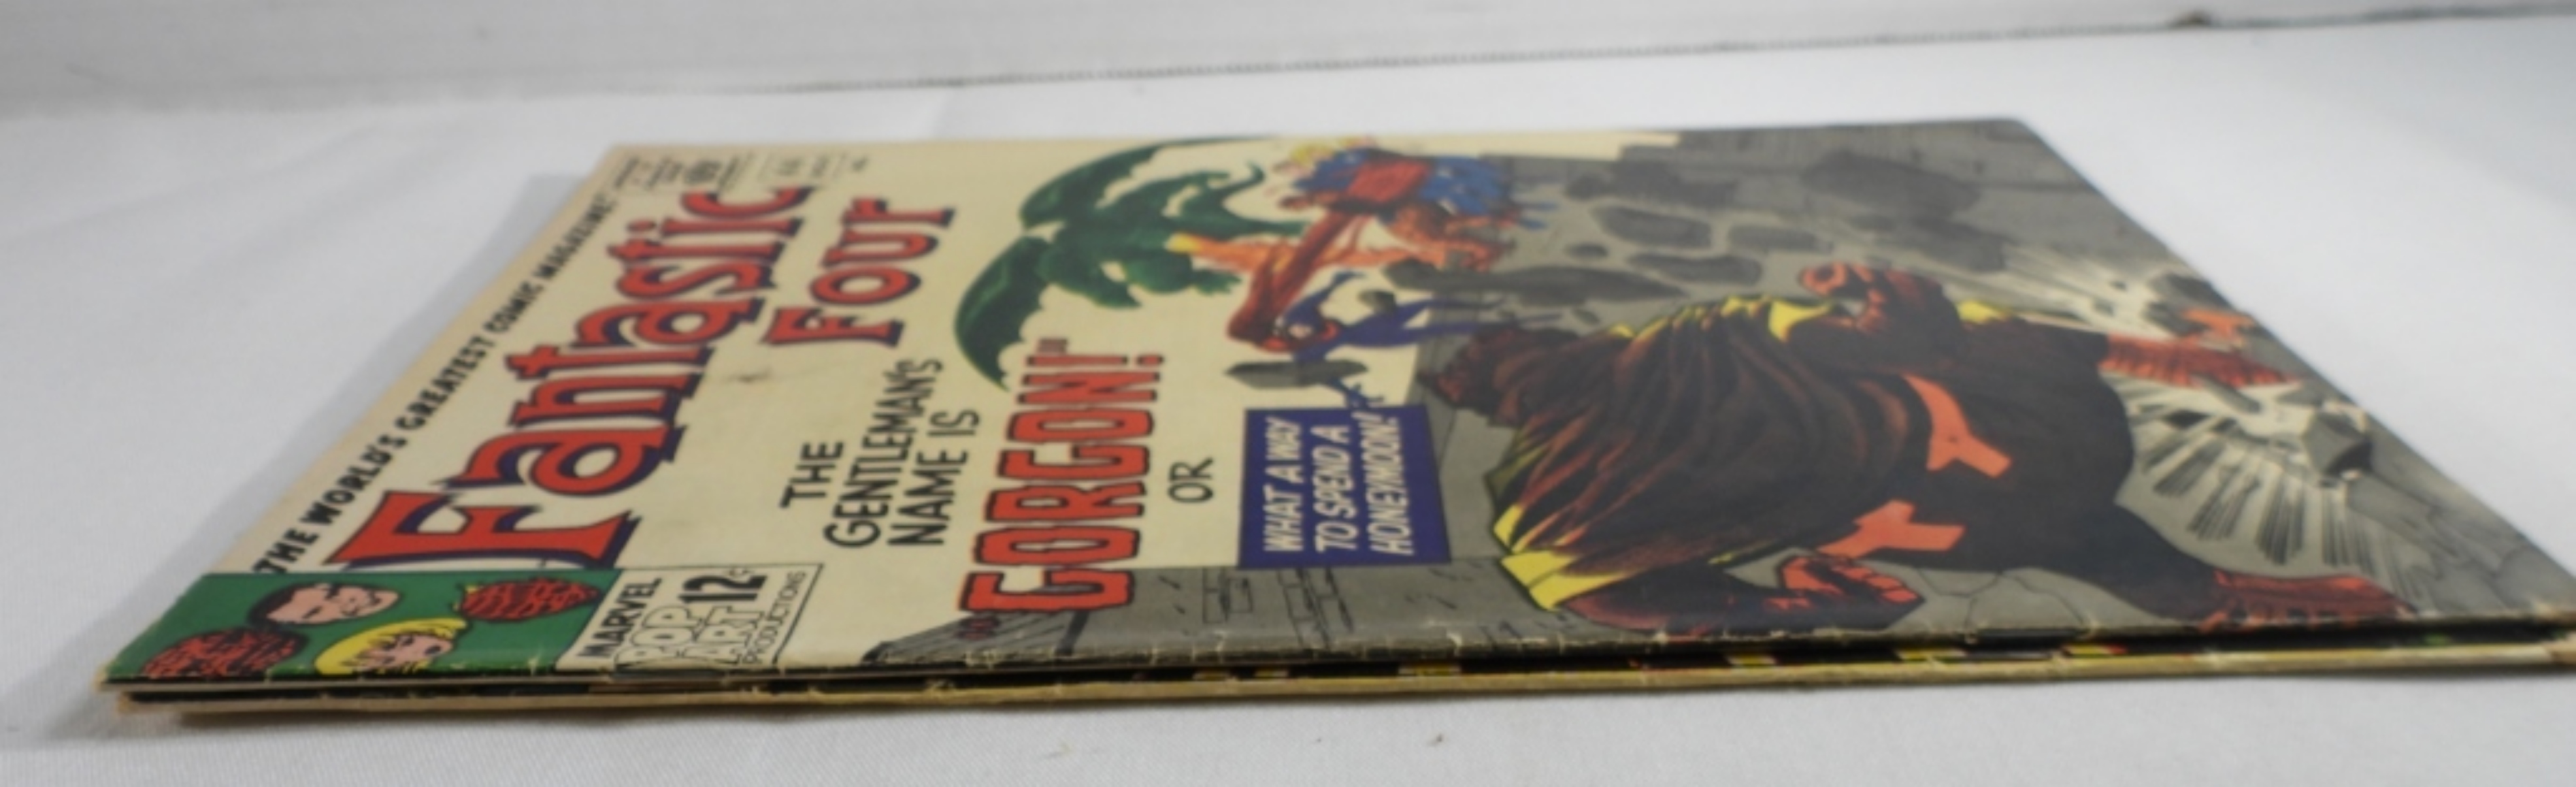 THE WORLD'S GREATEST COMIC MAGAZINE!
Fantastic
Four
MARVEL
POP
ART
PRODUCTIONS
12¢
THE
GENTLEMAN'S
NAME IS
"GORGON!"
OR
WHAT A WAY
TO SPEND A
HONEYMOON!